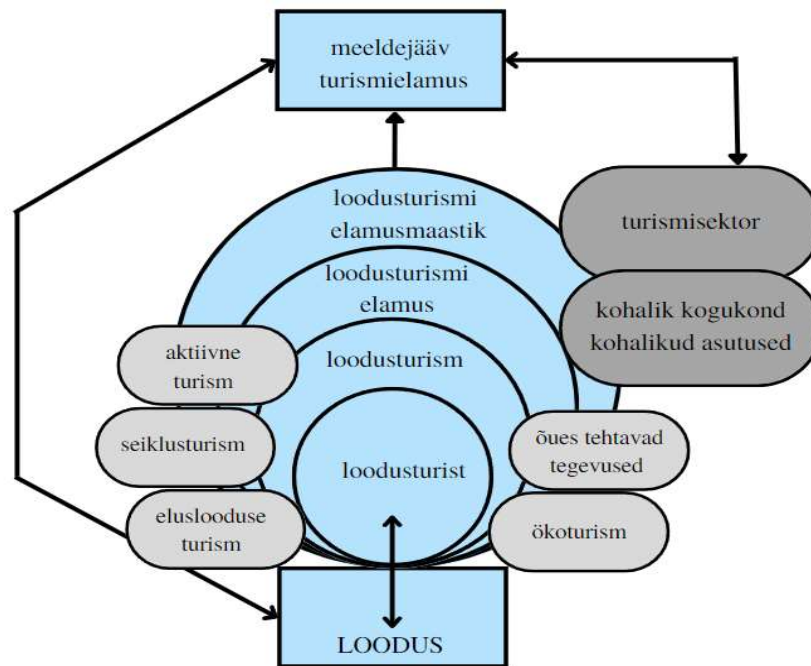 meeldejääv
turismielamus
loodusturismi
elamusmaastik
turismisektor
loodusturismi
elamus
kohalik kogukond
kohalikud asutused
aktiivne
turism
loodusturism
seiklusturism
õues tehtavad
tegevused
loodusturist
eluslooduse
turism
ökoturism
LOODUS